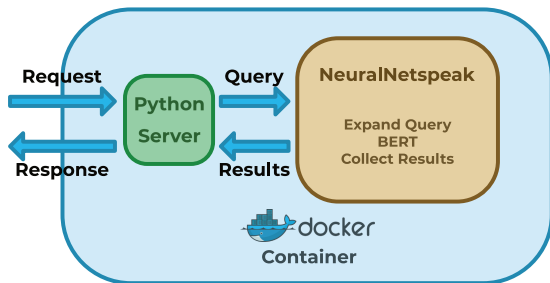 Request
Response
Python
Server
Query
Results
NeuralNetspeak
Expand Query
BERT
Collect Results
docker
Container